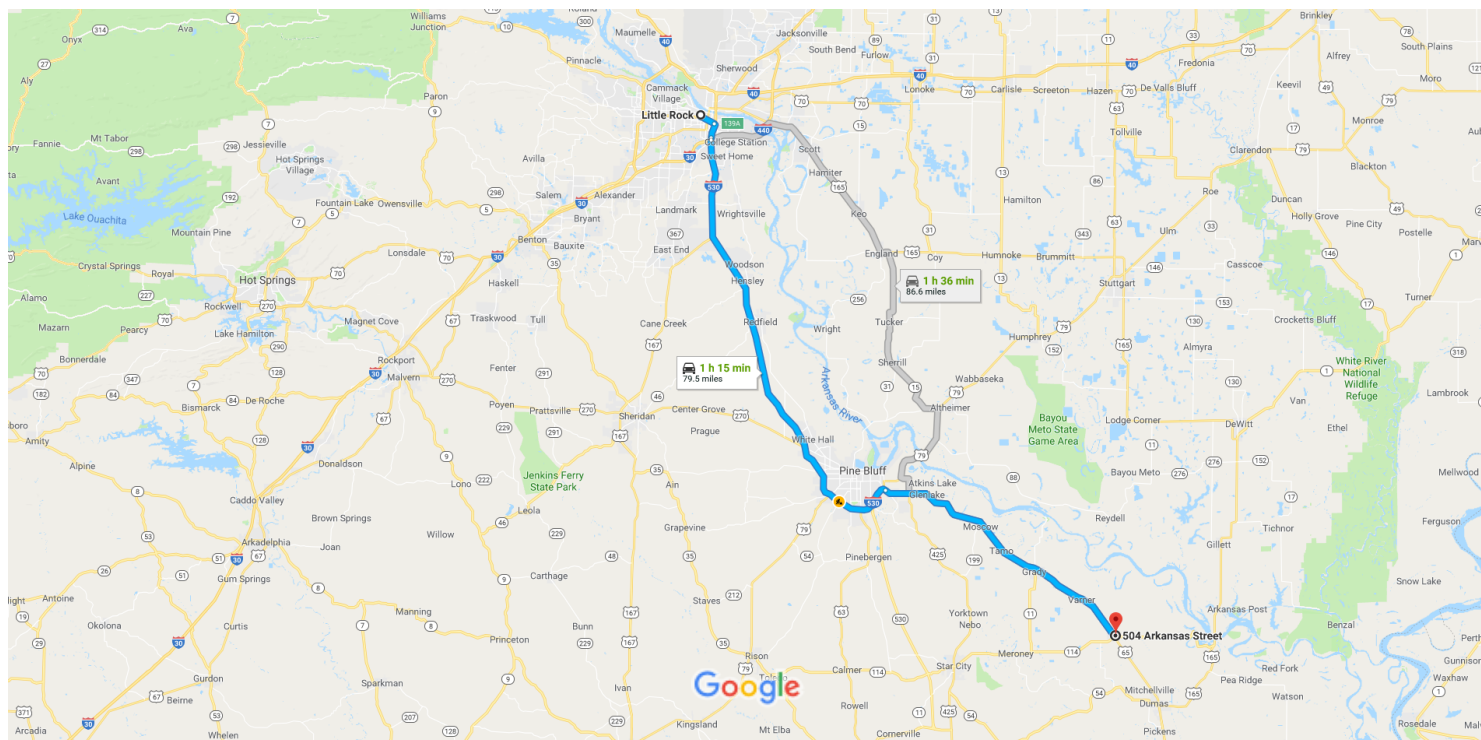 Little Rock
139A
1 h 15 min
79.5 miles
1 h 36 min
86.6 miles
504 Arkansas Street
Google
Williams
Junction
Onyx
Ava
Aly
Mt Tabor
Fannie
Jessieville
Avant
Hot Springs
Village
Paron
Lake Ouachita
Mountain Pine
Fountain Lake
Owensville
Crystal Springs
Royal
Lonsdale
Hot Springs
Rockwell
Lake Hamilton
Alamo
Mazarn
Pearcy
Bonnerdale
Magnet Cove
Rockport
Malvern
Bismarck
De Roche
Amity
Alpine
Caddo Valley
Donaldson
Brown Springs
Joan
Arkadelphia
Gum Springs
Antoine
Okolona
Curtis
Gurdon
Beirne
Whelen
Arcadia
Sparkman
Manning
Princeton
Willow
Carthage
Bunn
Ivan
Lono
Leola
Jenkins Ferry
State Park
Poyen
Prattsville
Fenter
Traskwood
Tull
Haskell
Benton
Bauxite
Bryant
Salem
Alexander
Avilla
Maumelle
Roland
Pinnacle
Cammack
Village
Sherwood
Jacksonville
South Bend
Furlow
Lonoke
Carlisle
Screeton
Hazen
De Valls Bluff
Fredonia
Brinkley
Alfrey
South Plains
Keevil
Moro
Monroe
Blackton
Clarendon
Tollville
Roe
Duncan
Holly Grove
Pine City
Postelle
Ulm
Casscoe
Turner
Crocketts Bluff
Stuttgart
Almyra
Humnoke
Brummitt
Hamilton
Coy
England
Keo
Hamiter
Scott
College Station
Sweet Home
Landmark
Wrightsville
East End
Woodson
Hensley
Redfield
Cane Creek
Wright
Tucker
Sherrill
Altheimer
Wabbaseka
Humphrey
Arkansas River
Sheridan
Center Grove
Prague
White Hall
Pine Bluff
Atkins Lake
Glenlake
Ain
Grapevine
Staves
Rison
Pinebergen
Moscow
Tamo
Grady
Varner
Yorktown
Nebo
Star City
Meroney
Calmer
Rowell
Kingsland
Mt Elba
Cornerville
Mitchellville
Dumas
Pickens
Bayou
Meto State
Game Area
Lodge Corner
Bayou Meto
DeWitt
Van
Ethel
White River
National
Wildlife
Refuge
Lambrook
Mellwood
Ferguson
Snow Lake
Tichnor
Gillett
Reydell
Arkansas Post
Benzal
Red Fork
Pea Ridge
Watson
Waxhaw
Rosedale